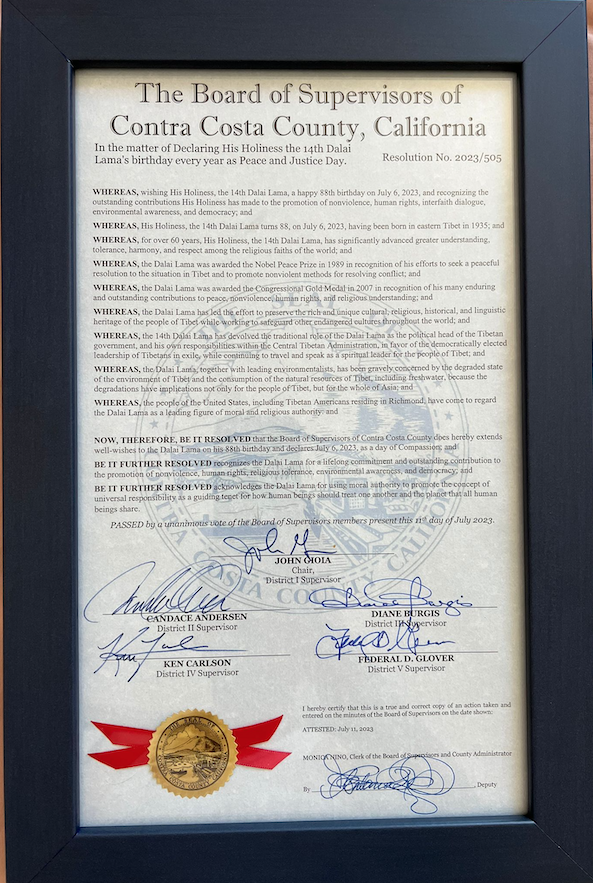 The Board of Supervisors of
Contra Costa County, California
In the matter of Declaring His Holiness the 14th Dalai
Lama's birthday every year as Peace and Justice Day.
Resolution No. 2023/505
WHEREAS, wishing His Holiness, the 14th Dalai Lama, a happy 88th birthday on July 6, 2023, and recognizing the
outstanding contributions His Holiness has made to the promotion of nonviolence, human rights, interfaith dialogue,
environmental awareness, and democracy; and
WHEREAS, His Holiness, the 14th Dalai Lama turns 88, on July 6, 2023, having been born in eastern Tibet in 1935; and
WHEREAS, for over 60 years, His Holiness, the 14th Dalai Lama, has significantly advanced greater understanding,
tolerance, harmony, and respect among the religious faiths of the world; and
WHEREAS, the Dalai Lama was awarded the Nobel Peace Prize in 1989 in recognition of his efforts to seek a peaceful
resolution to the situation in Tibet and to promote nonviolent methods for resolving conflict; and
WHEREAS, the Dalai Lama was awarded the Congressional Gold Medal in 2007 in recognition of his many enduring
and outstanding contributions to peace, nonviolence, human rights, and religious understanding; and
WHEREAS, the Dalai Lama has led the effort to preserve the rich and unique cultural, religious, historical, and linguistic
heritage of the people of Tibet while working to safeguard other endangered cultures throughout the world; and
WHEREAS, the 14th Dalai Lama has devolved the traditional role of the Dalai Lama as the political head of the Tibetan
government, and his own responsibilities within the Central Tibetan Administration, in favor of the democratically elected
leadership of Tibetans in exile, while continuing to travel and speak as a spiritual leader for the people of Tibet; and
WHEREAS, the Dalai Lama, together with leading environmentalists, has been gravely concerned by the degraded state
of the environment of Tibet and the consumption of the natural resources of Tibet, including freshwater, because the
degradations have implications not only for the people of Tibet, but for the whole of Asia; and
WHEREAS, the people of the United States, including Tibetan Americans residing in Richmond, have come to regard
the Dalai Lama as a leading figure of moral and religious authority: and
NOW, THEREFORE, BE IT RESOLVED that the Board of Supervisors of Contra Costa County does hereby extend
well-wishes to the Dalai Lama on his 88th birthday and declares July 6, 2023, as a day of Compassion; and
BE IT FURTHER RESOLVED recognizes the Dalai Lama for a lifelong commitment and outstanding contribution to
the promotion of nonviolence, human rights, religious tolerance, environmental awareness, and democracy; and
BE IT FURTHER RESOLVED acknowledges the Dalai Lama for using moral authority to promote the concept of
universal responsibility as a guiding tenet for how human beings should treat one another and the planet that all human
beings share.
PASSED by a unanimous vote of the Board of Supervisors members present this 11th day of July 2023.
JOHN GIOIA
Chair,
District I Supervisor
CANDACE ANDERSEN
District II Supervisor
DIANE BURGIS
District III Supervisor
KEN CARLSON
District IV Supervisor
FEDERAL D. GLOVER
District V Supervisor
I hereby certify that this is a true and correct copy of an action taken and
entered on the minutes of the Board of Supervisors on the date shown:
ATTESTED: July 11, 2023
MONICA NINO, Clerk of the Board of Supervisors and County Administrator
By , Deputy
THE SEAL OF
CONTRA COSTA COUNTY CALIFORNIA